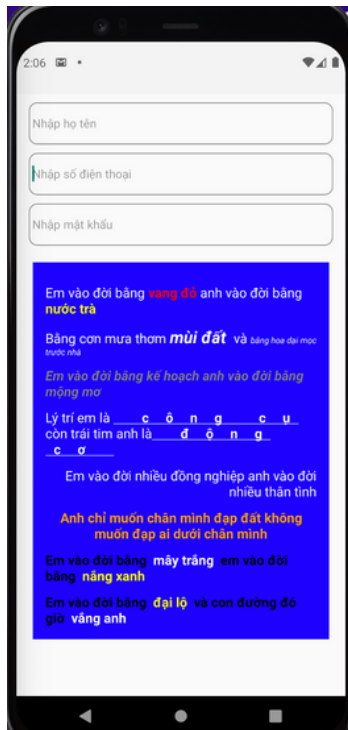 2:06
Nhập họ tên
Nhập số điện thoại
Nhập mật khẩu
Em vào đời bằng vang đỏ anh vào đời bằng
nước trà
Bằng cơn mưa thơm mùi đất và bông hoa dại mọc
trước nhà
Em vào đời bằng kế hoạch anh vào đời bằng
mộng mơ
Lý trí em là c ô n g c ụ
còn trái tim anh là đ ộ n g
c ơ
Em vào đời nhiều đồng nghiệp anh vào đời
nhiều thân tình
Anh chỉ muốn chân mình đạp đất không
muốn đạp ai dưới chân mình
Em vào đời bằng mây trắng em vào đời
bằng nắng xanh
Em vào đời bằng đại lộ và con đường đó
giờ vắng anh